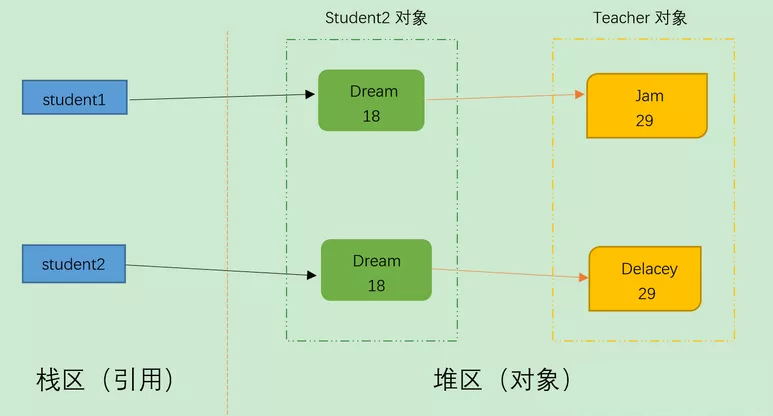 Student2 对象
Teacher 对象
student1
Dream
18
Jam
29
student2
Dream
18
Delacey
29
栈区（引用）
堆区（对象）